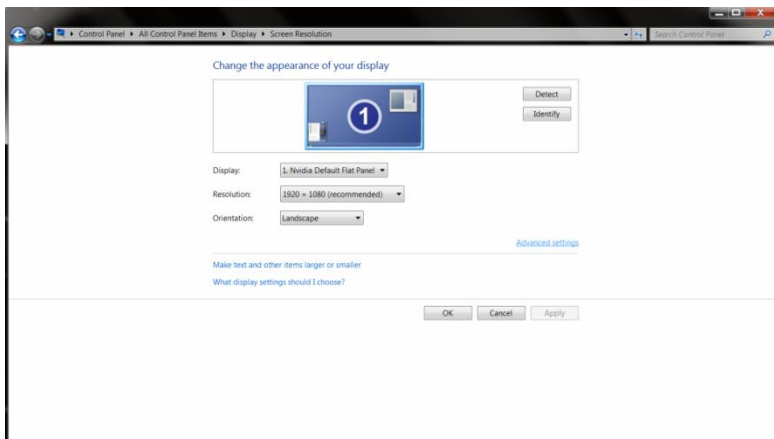 Control Panel ▸ All Control Panel Items ▸ Display ▸ Screen Resolution
Search Control Panel
Change the appearance of your display
1
Detect
Identify
Display: 1. Nvidia Default Flat Panel
Resolution: 1920 × 1080 (recommended)
Orientation: Landscape
Advanced settings
Make text and other items larger or smaller
What display settings should I choose?
OK Cancel Apply